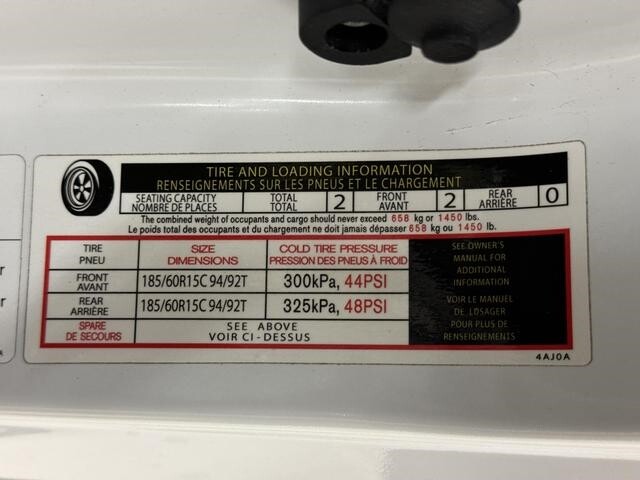 TIRE AND LOADING INFORMATION
RENSEIGNEMENTS SUR LES PNEUS ET LE CHARGEMENT
SEATING CAPACITY TOTAL 2 FRONT 2 REAR 0
NOMBRE DE PLACES TOTAL AVANT ARRIÈRE
The combined weight of occupants and cargo should never exceed 658 kg or 1450 lbs.
Le poids total des occupants et du chargement ne doit jamais dépasser 658 kg ou 1450 lb.
TIRE SIZE COLD TIRE PRESSURE
PNEU DIMENSIONS PRESSION DES PNEUS À FROID
FRONT
AVANT 185/60R15C 94/92T 300kPa, 44PSI
REAR
ARRIÈRE 185/60R15C 94/92T 325kPa, 48PSI
SPARE SEE ABOVE
DE SECOURS VOIR CI-DESSUS
SEE OWNER'S
MANUAL FOR
ADDITIONAL
INFORMATION
VOIR LE MANUEL
DE L'USAGER
POUR PLUS DE
RENSEIGNEMENTS
4AJ0A
r
r